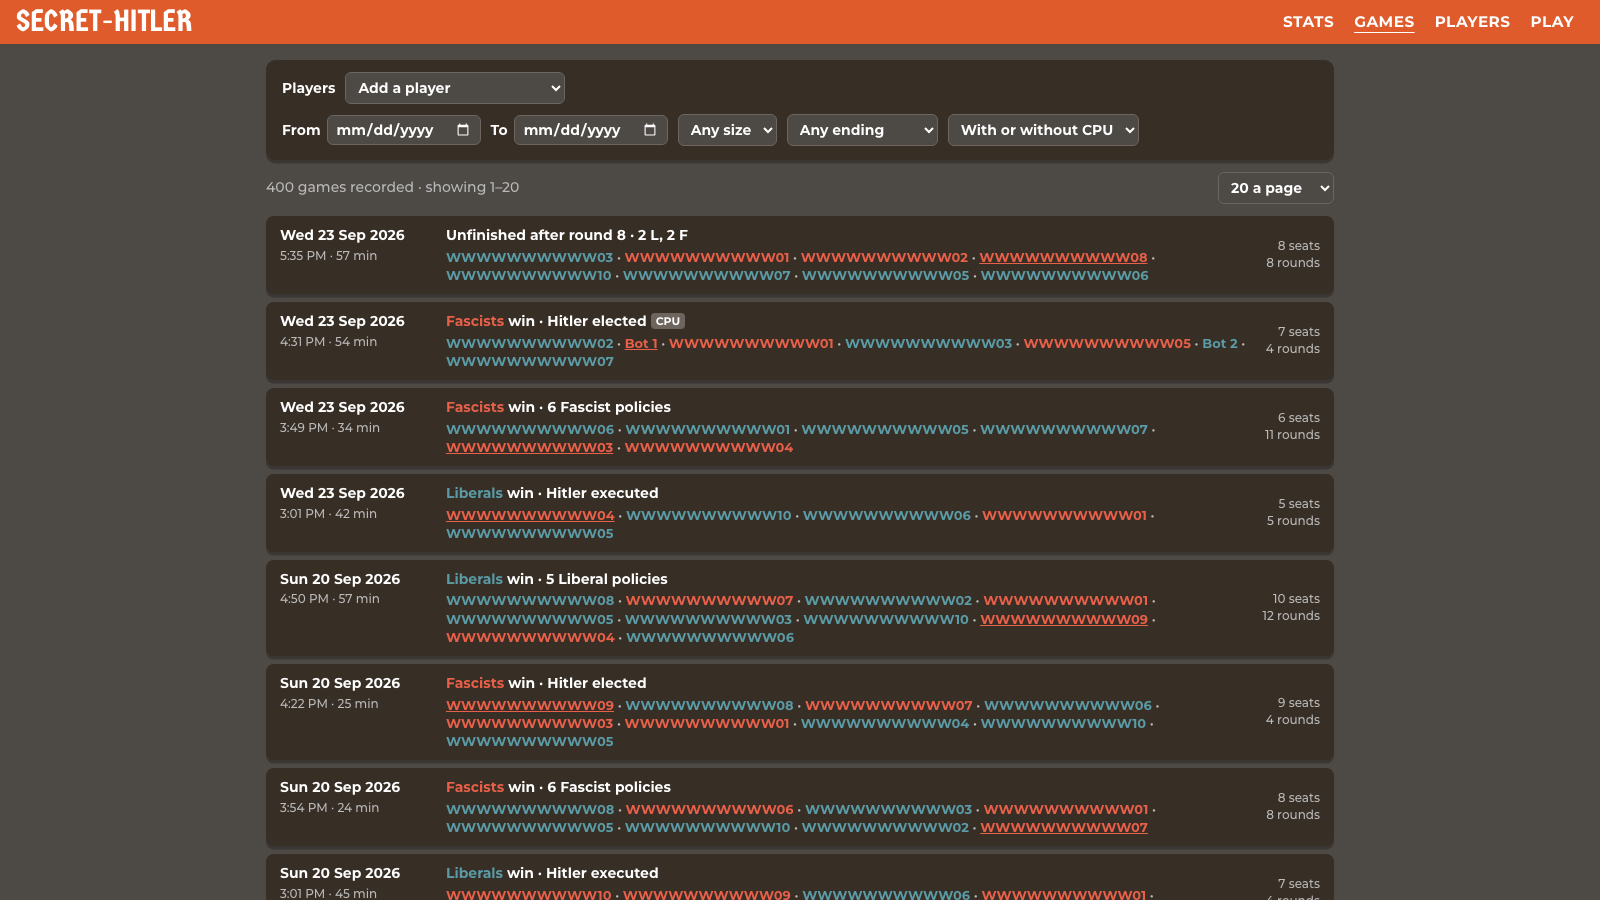 SECRET-HITLER
STATS GAMES PLAYERS PLAY
Players Add a player
From mm/dd/yyyy To mm/dd/yyyy Any size Any ending With or without CPU
400 games recorded · showing 1–20 20 a page
Wed 23 Sep 2026 Unfinished after round 8 · 2 L, 2 F
5:35 PM · 57 min 8 seats
WWWWWWWWWW03 · WWWWWWWWWW01 · WWWWWWWWWW02 · WWWWWWWWWW08 ·
WWWWWWWWWW10 · WWWWWWWWWW07 · WWWWWWWWWW05 · WWWWWWWWWW06
8 rounds
Wed 23 Sep 2026 Fascists win · Hitler elected CPU
4:31 PM · 54 min 7 seats
WWWWWWWWWW02 · Bot 1 · WWWWWWWWWW01 · WWWWWWWWWW03 · WWWWWWWWWW05 · Bot 2 ·
WWWWWWWWWW07
4 rounds
Wed 23 Sep 2026 Fascists win · 6 Fascist policies
3:49 PM · 34 min 6 seats
WWWWWWWWWW06 · WWWWWWWWWW01 · WWWWWWWWWW05 · WWWWWWWWWW07 ·
WWWWWWWWWW03 · WWWWWWWWWW04
11 rounds
Wed 23 Sep 2026 Liberals win · Hitler executed
3:01 PM · 42 min 5 seats
WWWWWWWWWW04 · WWWWWWWWWW10 · WWWWWWWWWW06 · WWWWWWWWWW01 ·
WWWWWWWWWW05
5 rounds
Sun 20 Sep 2026 Liberals win · 5 Liberal policies
4:50 PM · 57 min 10 seats
WWWWWWWWWW08 · WWWWWWWWWW07 · WWWWWWWWWW02 · WWWWWWWWWW01 ·
WWWWWWWWWW05 · WWWWWWWWWW03 · WWWWWWWWWW10 · WWWWWWWWWW09 ·
WWWWWWWWWW04 · WWWWWWWWWW06
12 rounds
Sun 20 Sep 2026 Fascists win · Hitler elected
4:22 PM · 25 min 9 seats
WWWWWWWWWW09 · WWWWWWWWWW08 · WWWWWWWWWW07 · WWWWWWWWWW06 ·
WWWWWWWWWW03 · WWWWWWWWWW01 · WWWWWWWWWW04 · WWWWWWWWWW10 ·
WWWWWWWWWW05
4 rounds
Sun 20 Sep 2026 Fascists win · 6 Fascist policies
3:54 PM · 24 min 8 seats
WWWWWWWWWW08 · WWWWWWWWWW06 · WWWWWWWWWW03 · WWWWWWWWWW01 ·
WWWWWWWWWW05 · WWWWWWWWWW10 · WWWWWWWWWW02 · WWWWWWWWWW07
8 rounds
Sun 20 Sep 2026 Liberals win · Hitler executed
3:01 PM · 45 min 7 seats
WWWWWWWWWW10 · WWWWWWWWWW09 · WWWWWWWWWW06 · WWWWWWWWWW01 ·